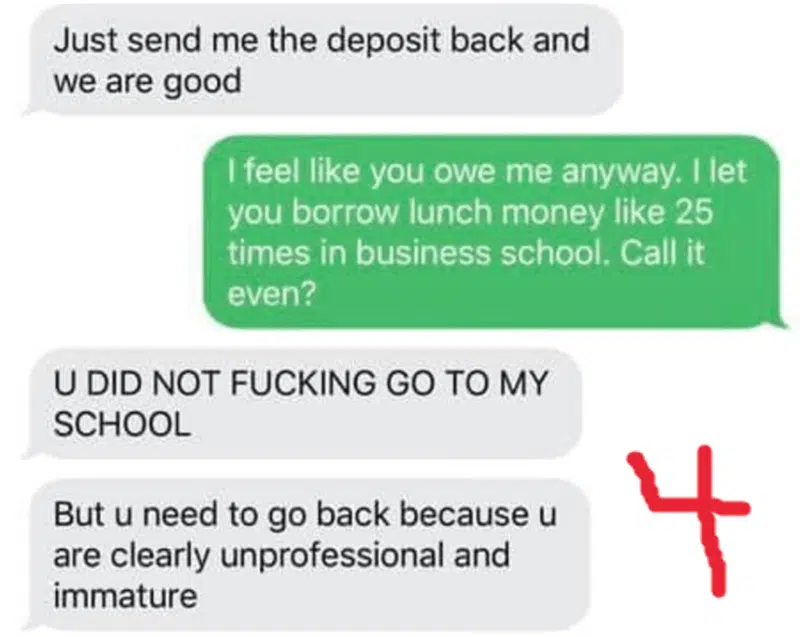 Just send me the deposit back and
we are good
I feel like you owe me anyway. I let
you borrow lunch money like 25
times in business school. Call it
even?
U DID NOT FUCKING GO TO MY
SCHOOL
But u need to go back because u
are clearly unprofessional and
immature
4